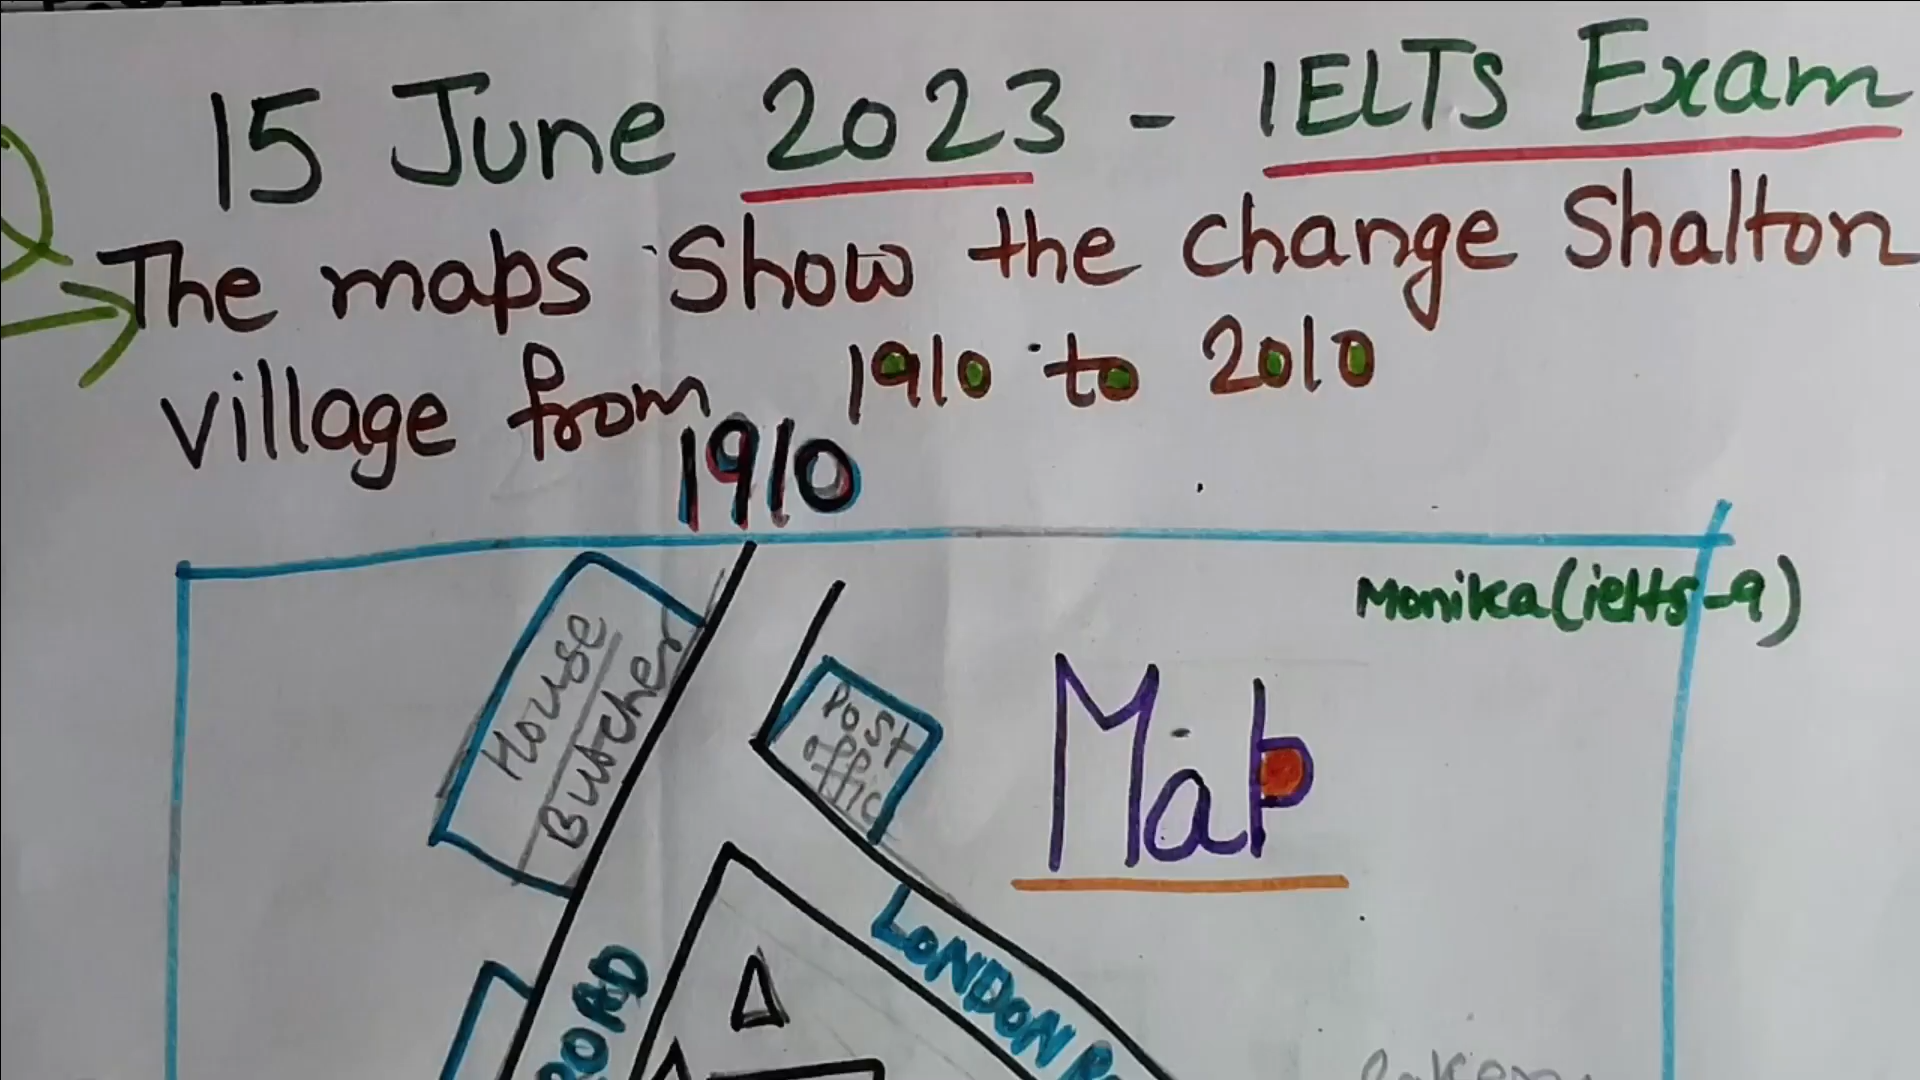 15 June 2023 - IELTS Exam
The maps show the change Shalton
village from 1910 to 2010
1910
Monika (ielts-9)
House
Butcher
Post
offic
Map
LONDON
ROAD